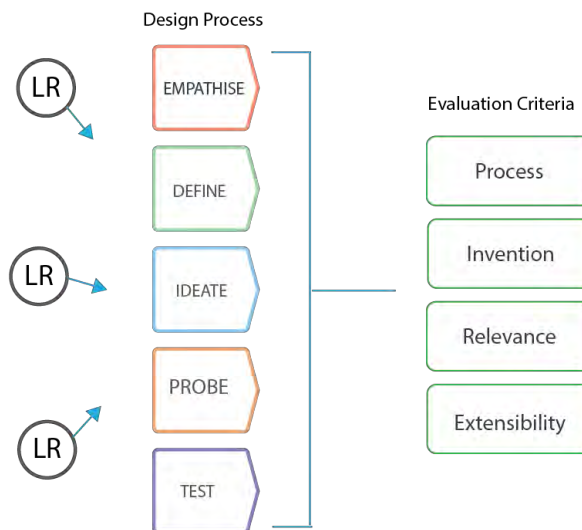 Design Process
LR
EMPATHISE
DEFINE
LR
IDEATE
PROBE
LR
TEST
Evaluation Criteria
Process
Invention
Relevance
Extensibility